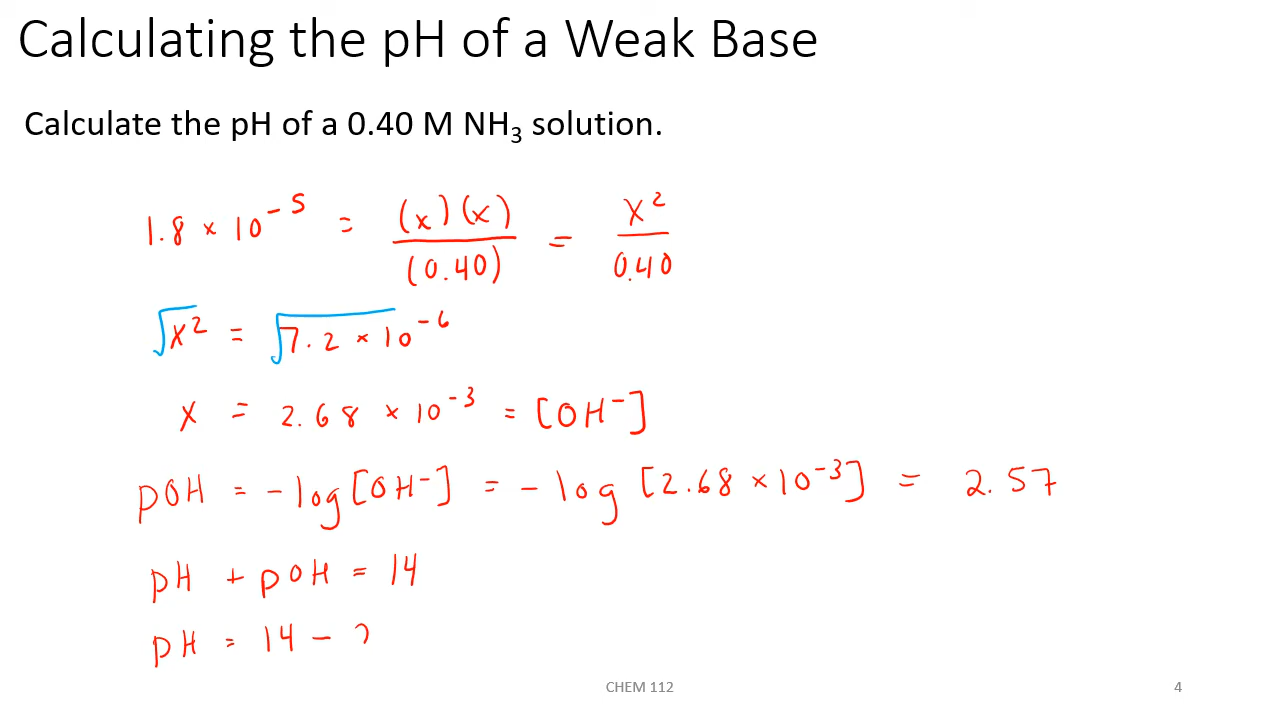 Calculating the pH of a Weak Base
Calculate the pH of a 0.40 M NH₃ solution.
1.8 × 10⁻⁵ = (x)(x) / (0.40) = x² / 0.40
√x² = √7.2 × 10⁻⁶
x = 2.68 × 10⁻³ = [OH⁻]
pOH = -log[OH⁻] = -log [2.68 × 10⁻³] = 2.57
pH + pOH = 14
pH = 14 -
CHEM 112
4